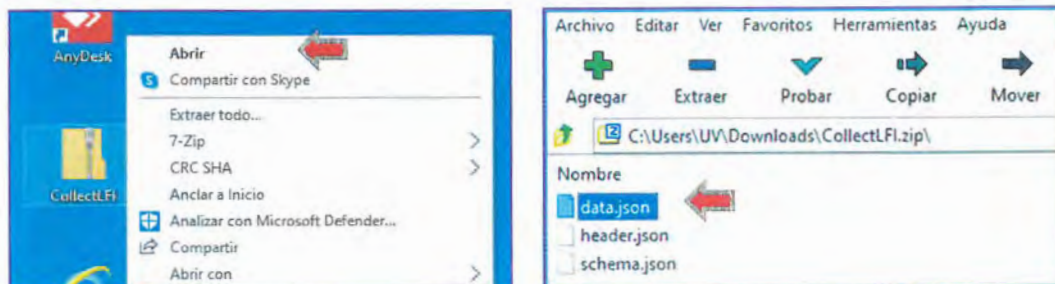 AnyDesk
CollectLFI
Abrir
Compartir con Skype
Extraer todo...
7-Zip
CRC SHA
Anclar a Inicio
Analizar con Microsoft Defender...
Compartir
Abrir con
Archivo Editar Ver Favoritos Herramientas Ayuda
Agregar Extraer Probar Copiar Mover
C:\Users\UV\Downloads\CollectLFI.zip\
Nombre
data.json
header.json
schema.json